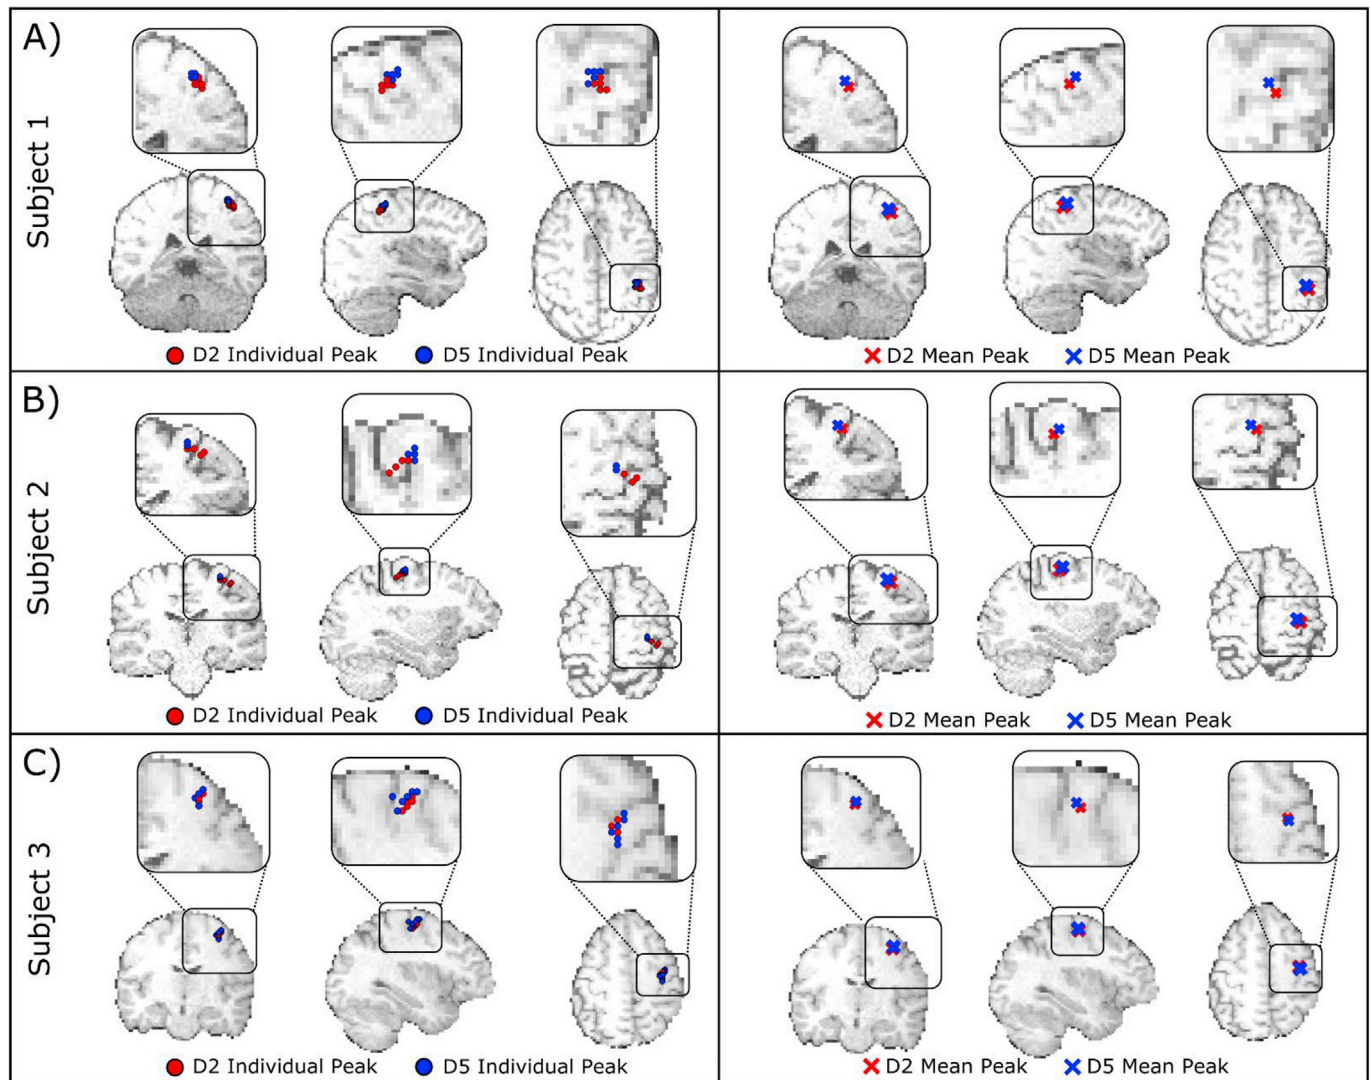 A)
Subject 1
D2 Individual Peak
D5 Individual Peak
D2 Mean Peak
D5 Mean Peak
B)
Subject 2
D2 Individual Peak
D5 Individual Peak
D2 Mean Peak
D5 Mean Peak
C)
Subject 3
D2 Individual Peak
D5 Individual Peak
D2 Mean Peak
D5 Mean Peak